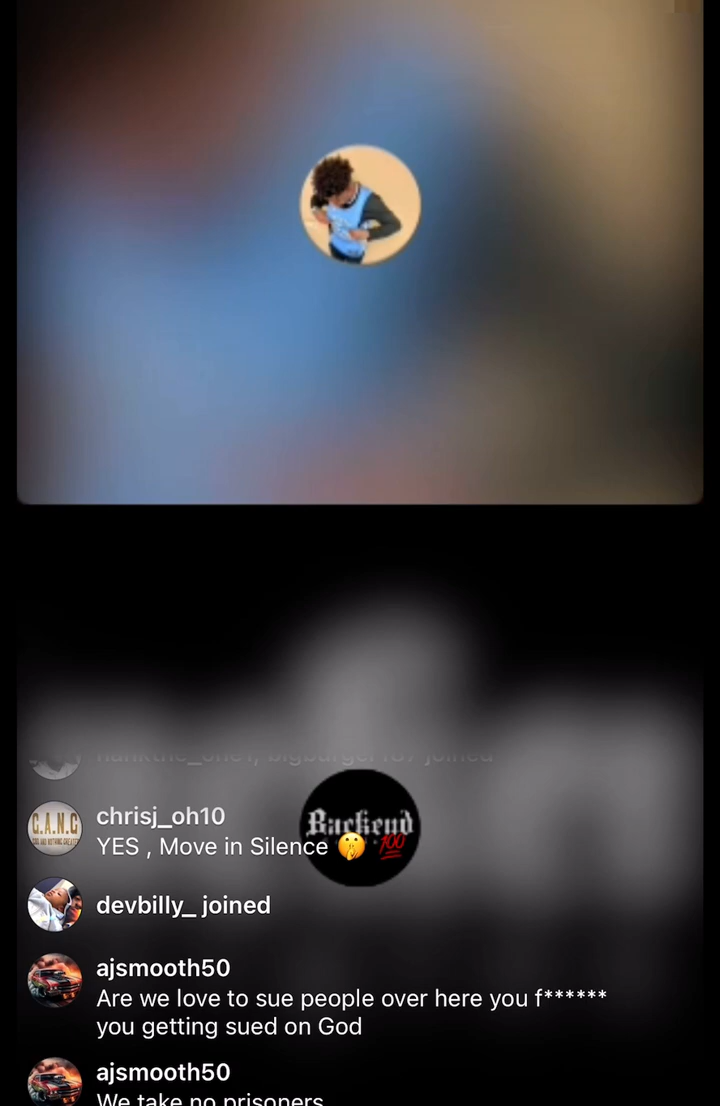 joined
chrisj_oh10
YES , Move in Silence 🤫 💯
Backend
G.A.N.G
devbilly_ joined
ajsmooth50
Are we love to sue people over here you f******
you getting sued on God
ajsmooth50
We take no prisoners